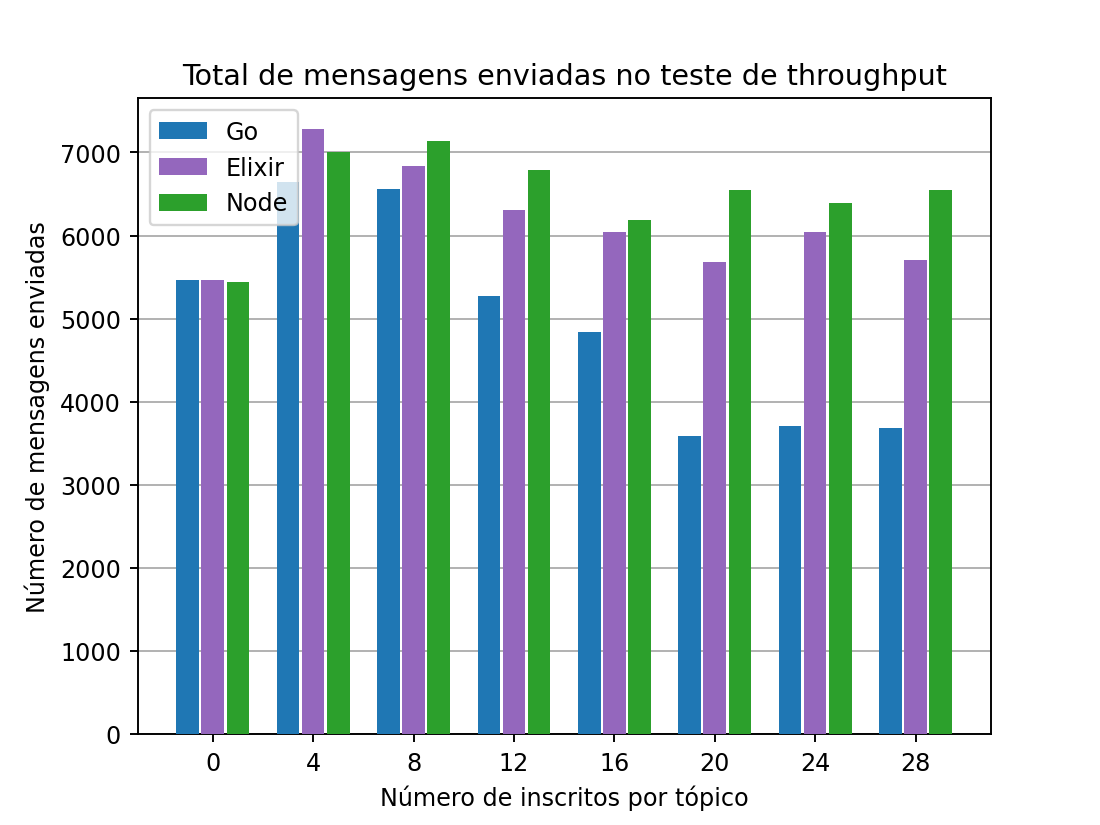 Total de mensagens enviadas no teste de throughput
Go
Elixir
Node
Número de mensagens enviadas
7000
6000
5000
4000
3000
2000
1000
0
0 4 8 12 16 20 24 28
Número de inscritos por tópico